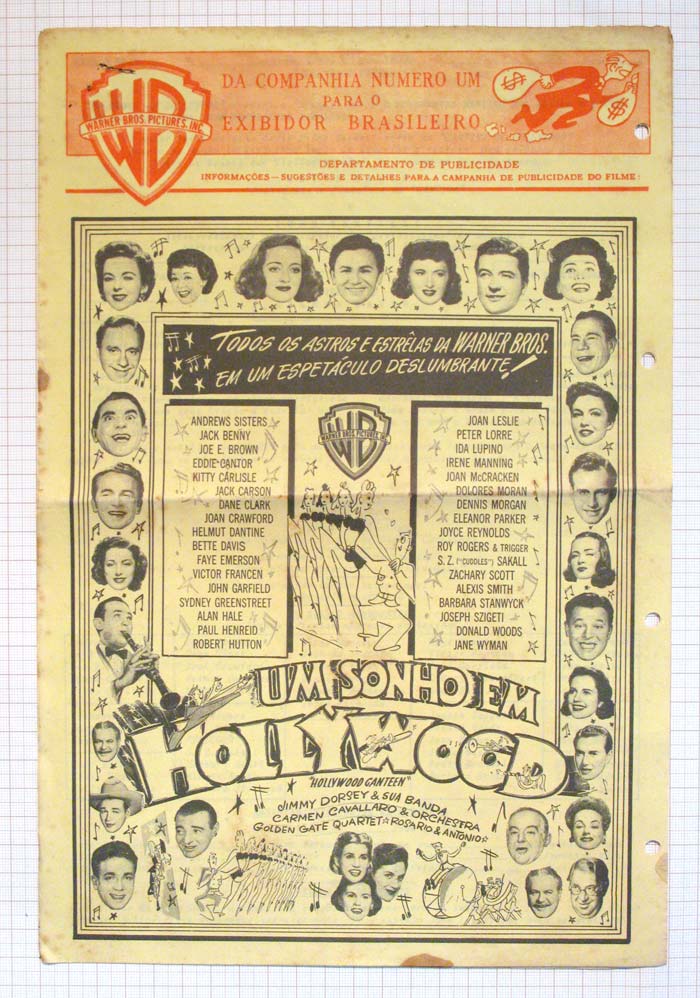 WB
WARNER BROS. PICTURES, INC.
DA COMPANHIA NUMERO UM
PARA O
EXIBIDOR BRASILEIRO
$
$
DEPARTAMENTO DE PUBLICIDADE
INFORMAÇÕES — SUGESTÕES E DETALHES PARA A CAMPANHA DE PUBLICIDADE DO FILME:
TODOS OS ASTROS E ESTRÊLAS DA WARNER BROS.
EM UM ESPETÁCULO DESLUMBRANTE!
ANDREWS SISTERS
JACK BENNY
JOE E. BROWN
EDDIE CANTOR
KITTY CARLISLE
JACK CARSON
DANE CLARK
JOAN CRAWFORD
HELMUT DANTINE
BETTE DAVIS
FAYE EMERSON
VICTOR FRANCEN
JOHN GARFIELD
SYDNEY GREENSTREET
ALAN HALE
PAUL HENREID
ROBERT HUTTON
WB
WARNER BROS. PICTURES, INC.
JOAN LESLIE
PETER LORRE
IDA LUPINO
IRENE MANNING
JOAN McCRACKEN
DOLORES MORAN
DENNIS MORGAN
ELEANOR PARKER
JOYCE REYNOLDS
ROY ROGERS & TRIGGER
S. Z. ("CUDDLES") SAKALL
ZACHARY SCOTT
ALEXIS SMITH
BARBARA STANWYCK
JOSEPH SZIGETI
DONALD WOODS
JANE WYMAN
UM SONHO EM
HOLLYWOOD
"HOLLYWOOD CANTEEN"
JIMMY DORSEY & SUA BANDA
CARMEN CAVALLARO & ORCHESTRA
GOLDEN GATE QUARTET ☆ ROSARIO & ANTONIO ☆